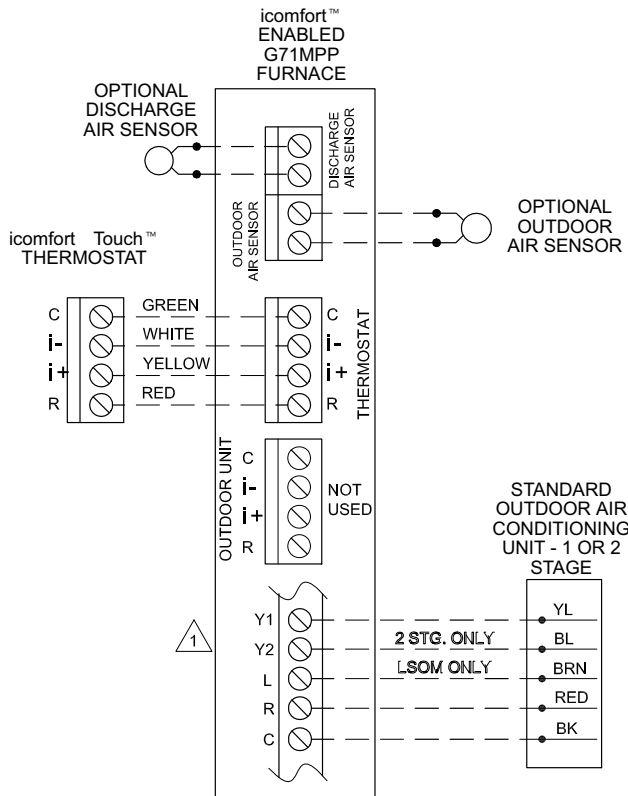 icomfort™
ENABLED
G71MPP
FURNACE
OPTIONAL
DISCHARGE
AIR SENSOR
DISCHARGE
AIR SENSOR
OUTDOOR
AIR SENSOR
OPTIONAL
OUTDOOR
AIR SENSOR
icomfort Touch™
THERMOSTAT
C GREEN C
i- WHITE i-
i+ YELLOW i+
R RED R
THERMOSTAT
OUTDOOR UNIT
C
i-
i+
R
NOT
USED
STANDARD
OUTDOOR AIR
CONDITIONING
UNIT - 1 OR 2
STAGE
1
Y1 YL
Y2 2 STG. ONLY BL
L LSOM ONLY BRN
R RED
C BK